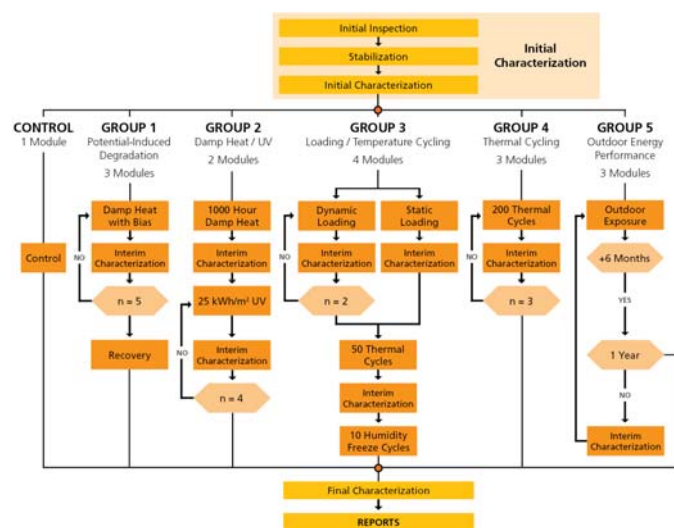 Initial Inspection
Stabilization
Initial Characterization
Initial
Characterization
CONTROL
1 Module
Control
GROUP 1
Potential-Induced
Degradation
3 Modules
Damp Heat
with Bias
Interim
Characterization
NO
n = 5
Recovery
GROUP 2
Damp Heat / UV
2 Modules
1000 Hour
Damp Heat
Interim
Characterization
25 kWh/m² UV
NO
Interim
Characterization
n = 4
GROUP 3
Loading / Temperature Cycling
4 Modules
Dynamic
Loading
Static
Loading
NO
Interim
Characterization
Interim
Characterization
n = 2
50 Thermal
Cycles
Interim
Characterization
10 Humidity
Freeze Cycles
GROUP 4
Thermal Cycling
3 Modules
200 Thermal
Cycles
NO
Interim
Characterization
n = 3
GROUP 5
Outdoor Energy
Performance
3 Modules
Outdoor
Exposure
+6 Months
YES
1 Year
NO
Interim
Characterization
Final Characterization
REPORTS